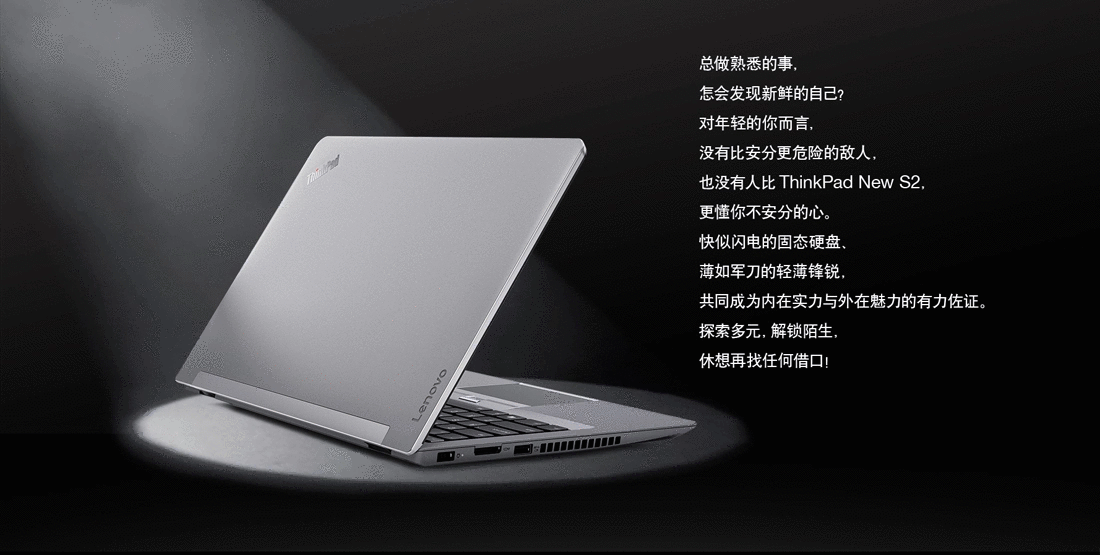 总做熟悉的事,
怎会发现新鲜的自己?
对年轻的你而言,
没有比安分更危险的敌人,
也没有人比 ThinkPad New S2,
更懂你不安分的心。
快似闪电的固态硬盘、
薄如军刀的轻薄锋锐,
共同成为内在实力与外在魅力的有力佐证。
探索多元, 解锁陌生,
休想再找任何借口!
ThinkPad
Lenovo